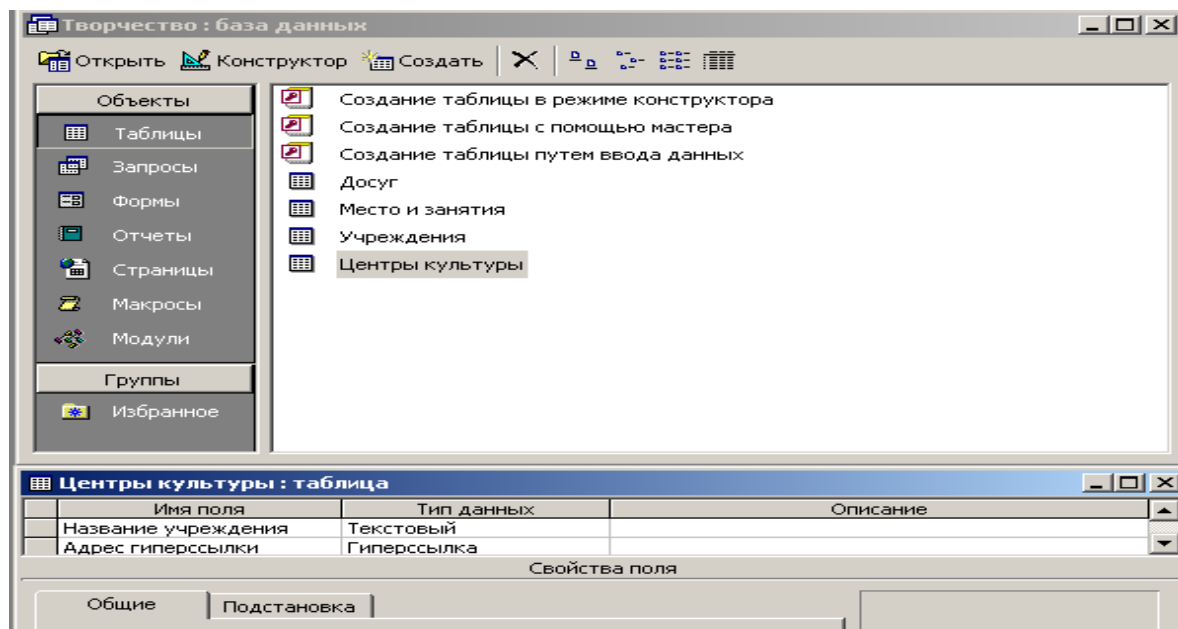 Творчество : база данных
Открыть Конструктор Создать
Объекты
Таблицы
Запросы
Формы
Отчеты
Страницы
Макросы
Модули
Группы
Избранное
Создание таблицы в режиме конструктора
Создание таблицы с помощью мастера
Создание таблицы путем ввода данных
Досуг
Место и занятия
Учреждения
Центры культуры
Центры культуры : таблица
Имя поля Тип данных Описание
Название учреждения Текстовый
Адрес гиперссылки Гиперссылка
Свойства поля
Общие Подстановка